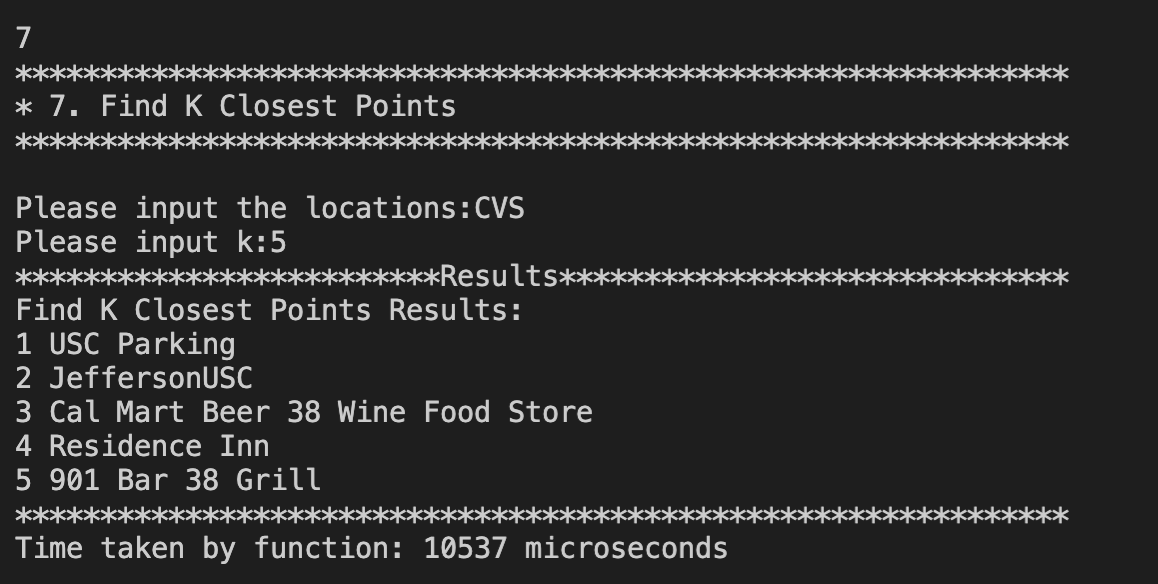 7
**************************************************************
* 7. Find K Closest Points
**************************************************************
Please input the locations:CVS
Please input k:5
*************************Results******************************
Find K Closest Points Results:
1 USC Parking
2 JeffersonUSC
3 Cal Mart Beer 38 Wine Food Store
4 Residence Inn
5 901 Bar 38 Grill
**************************************************************
Time taken by function: 10537 microseconds